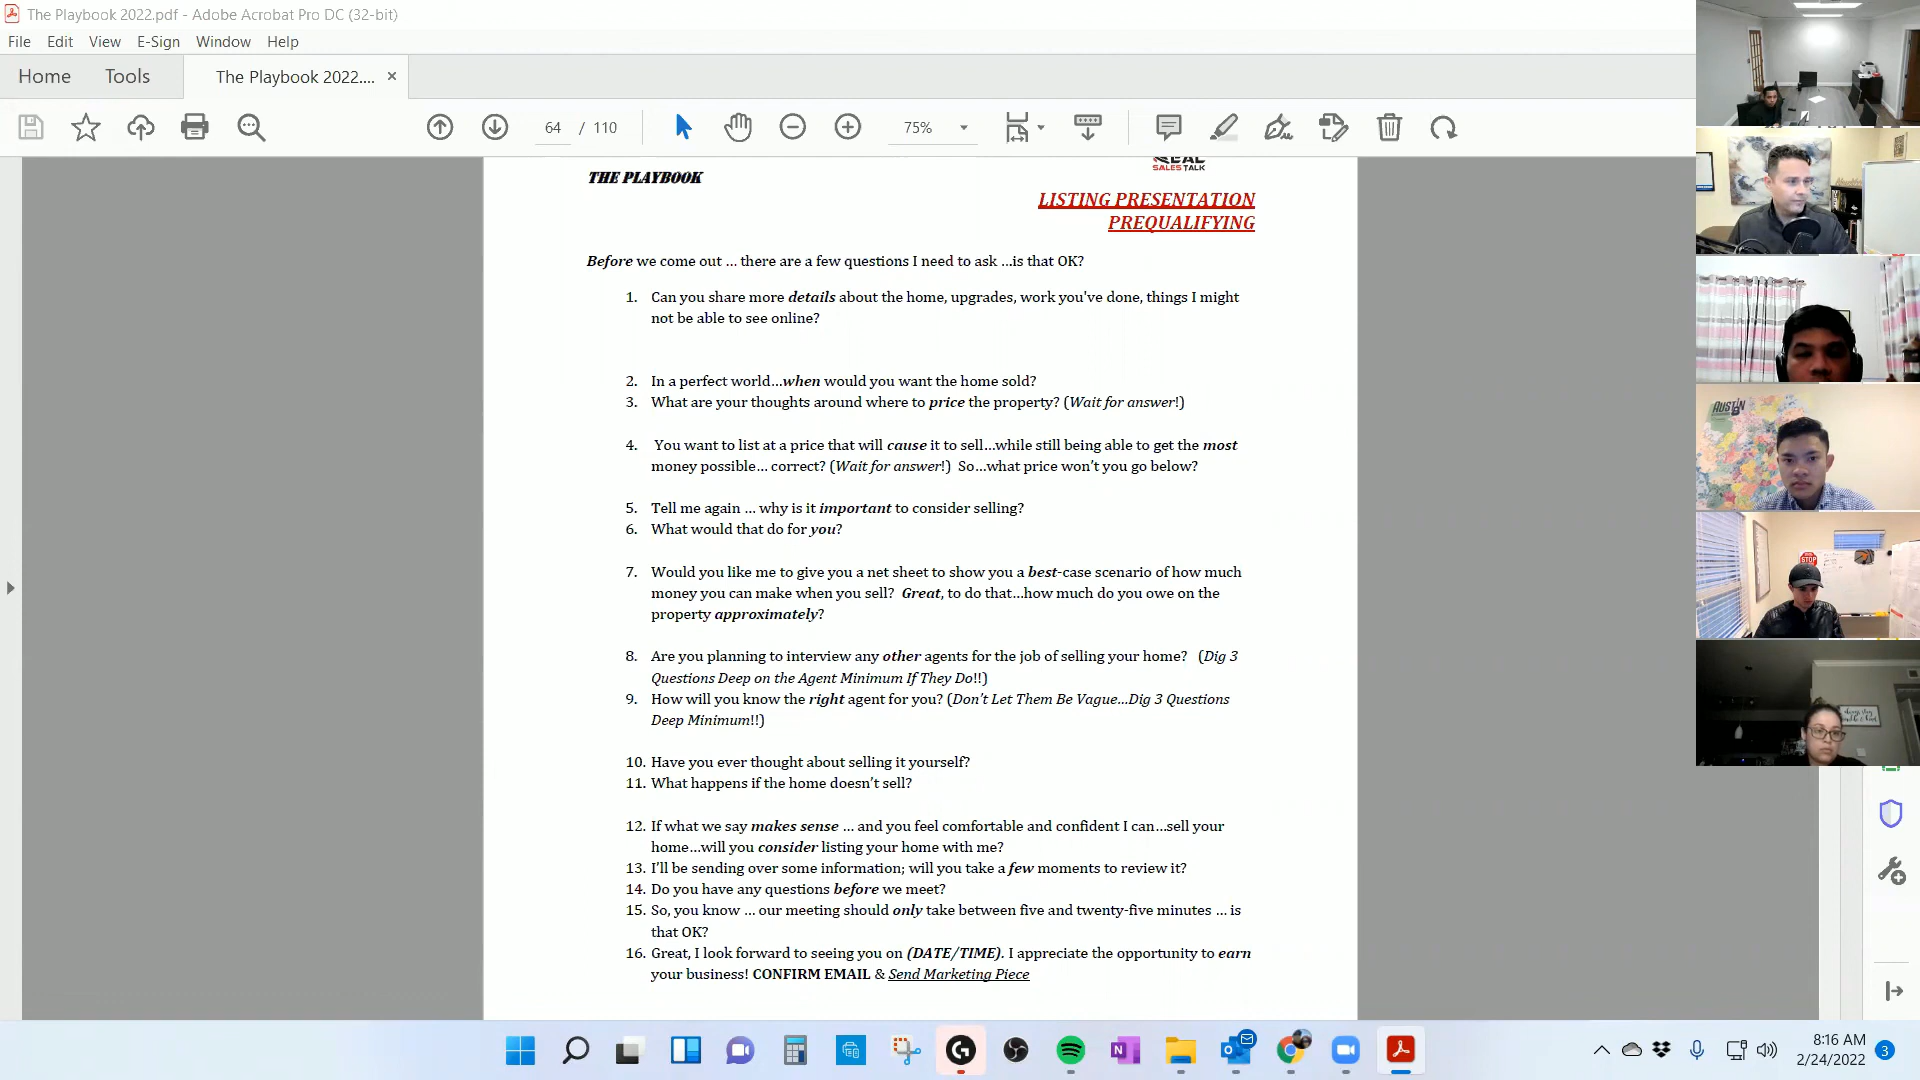 The Playbook 2022.pdf - Adobe Acrobat Pro DC (32-bit)
File Edit View E-Sign Window Help
Home Tools The Playbook 2022.... ×
64 / 110 75%
REAL
SALES TALK
THE PLAYBOOK
LISTING PRESENTATION
PREQUALIFYING
Before we come out … there are a few questions I need to ask …is that OK?
1. Can you share more details about the home, upgrades, work you've done, things I might
not be able to see online?
2. In a perfect world…when would you want the home sold?
3. What are your thoughts around where to price the property? (Wait for answer!)
4. You want to list at a price that will cause it to sell…while still being able to get the most
money possible… correct? (Wait for answer!) So…what price won't you go below?
5. Tell me again … why is it important to consider selling?
6. What would that do for you?
7. Would you like me to give you a net sheet to show you a best-case scenario of how much
money you can make when you sell? Great, to do that…how much do you owe on the
property approximately?
8. Are you planning to interview any other agents for the job of selling your home? (Dig 3
Questions Deep on the Agent Minimum If They Do!!)
9. How will you know the right agent for you? (Don't Let Them Be Vague…Dig 3 Questions
Deep Minimum!!)
10. Have you ever thought about selling it yourself?
11. What happens if the home doesn't sell?
12. If what we say makes sense … and you feel comfortable and confident I can…sell your
home…will you consider listing your home with me?
13. I'll be sending over some information; will you take a few moments to review it?
14. Do you have any questions before we meet?
15. So, you know … our meeting should only take between five and twenty-five minutes … is
that OK?
16. Great, I look forward to seeing you on (DATE/TIME). I appreciate the opportunity to earn
your business! CONFIRM EMAIL & Send Marketing Piece
AUSTIN
STOP
8:16 AM
2/24/2022
3